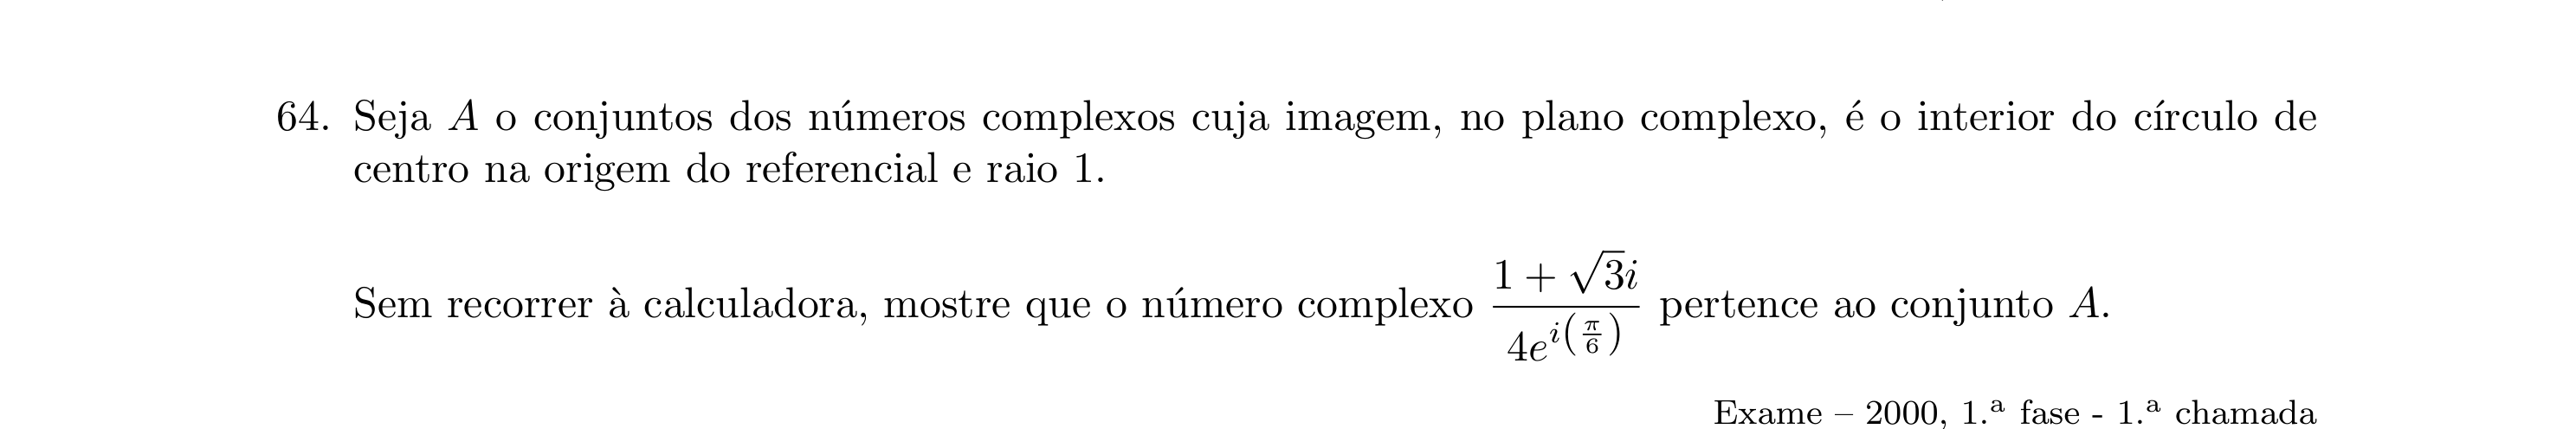 64. Seja A o conjuntos dos números complexos cuja imagem, no plano complexo, é o interior do círculo de
centro na origem do referencial e raio 1.
Sem recorrer à calculadora, mostre que o número complexo $\frac{1+\sqrt{3}i}{4e^{i\left(\frac{\pi}{6}\right)}}$ pertence ao conjunto A.
Exame – 2000, 1.ª fase - 1.ª chamada